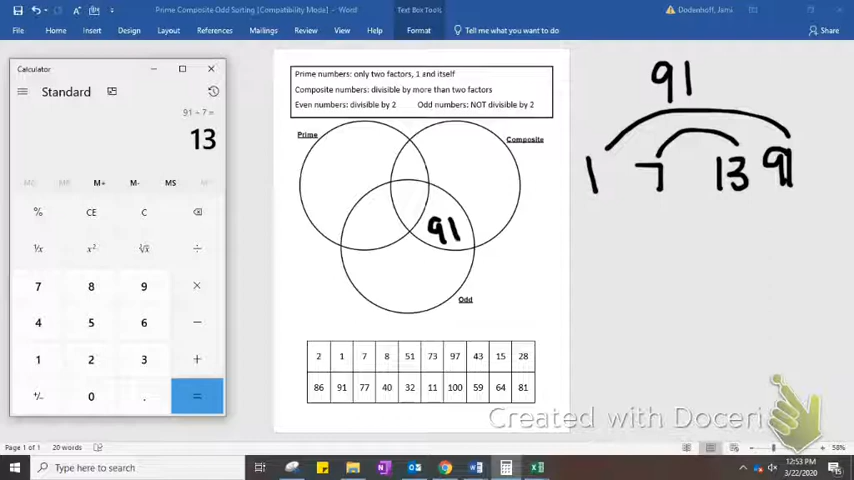 Prime Composite Odd Sorting [Compatibility Mode] - Word
Text Box Tools
Dodenhoff, Jami
File Home Insert Design Layout References Mailings Review View Help Format Tell me what you want to do Share
Calculator
Standard
91 ÷ 7 =
13
MC MR M+ M- MS
% CE C
¹/x x² ²√x ÷
7 8 9 ×
4 5 6 −
1 2 3 +
+/- 0 . =
Prime numbers: only two factors, 1 and itself
Composite numbers: divisible by more than two factors
Even numbers: divisible by 2 Odd numbers: NOT divisible by 2
Prime
Composite
91
Odd
2 1 7 8 51 73 97 43 15 28
86 91 77 40 32 11 100 59 64 81
91
1 7 13 91
Created with Doceri
Page 1 of 1 20 words
58%
Type here to search
12:53 PM
3/22/2020